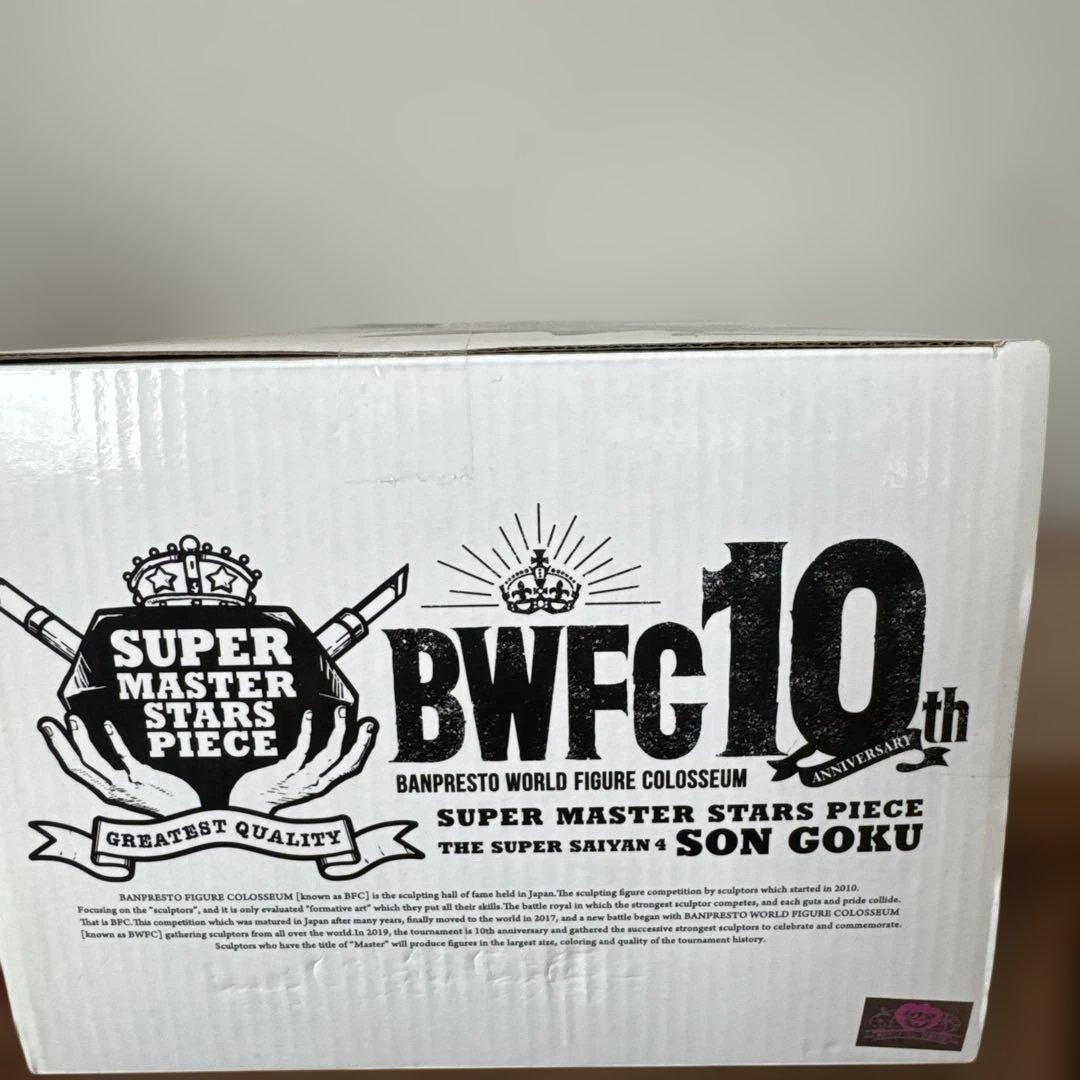 SUPER
MASTER
STARS
PIECE
GREATEST QUALITY
BWFC 10th
ANNIVERSARY
BANPRESTO WORLD FIGURE COLOSSEUM
SUPER MASTER STARS PIECE
THE SUPER SAIYAN 4 SON GOKU
BANPRESTO FIGURE COLOSSEUM [known as BFC] is the sculpting hall of fame held in Japan.The sculpting figure competition by sculptors which started in 2010.
Focusing on the "sculptors", and it is only evaluated "formative art" which they put all their skills.The battle royal in which the strongest sculptor competes, and each guts and pride collide.
That is BFC.This competition which was matured in Japan after many years, finally moved to the world in 2017, and a new battle began with BANPRESTO WORLD FIGURE COLOSSEUM
[known as BWFC] gathering sculptors from all over the world.In 2019, the tournament is 10th anniversary and gathered the successive strongest sculptors to celebrate and commemorate.
Sculptors who have the title of "Master" will produce figures in the largest size, coloring and quality of the tournament history.